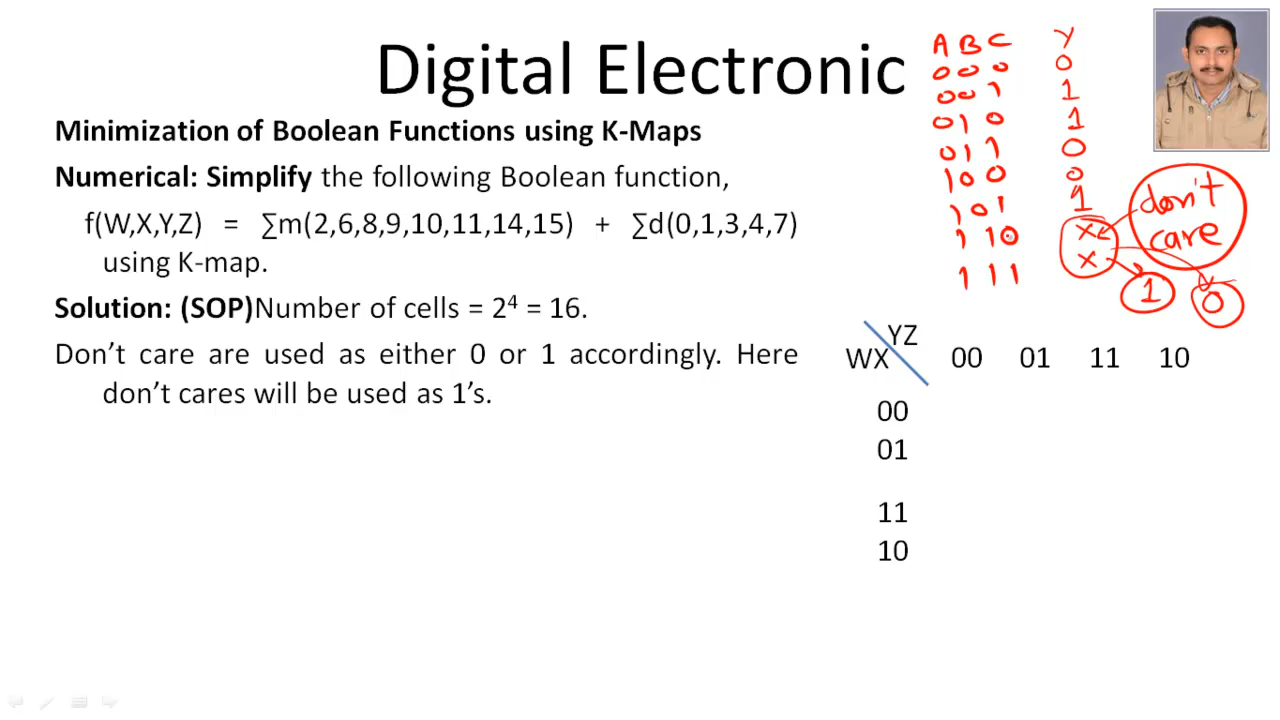 Digital Electronic
Minimization of Boolean Functions using K-Maps
Numerical: Simplify the following Boolean function,
f(W,X,Y,Z) = ∑m(2,6,8,9,10,11,14,15) + ∑d(0,1,3,4,7)
using K-map.
Solution: (SOP)Number of cells = 2⁴ = 16.
Don’t care are used as either 0 or 1 accordingly. Here
don’t cares will be used as 1’s.
A B C Y
0 0 0 0
0 0 1 1
0 1 0 1
0 1 1 0
1 0 0 0
1 0 1 1
1 1 0 x
1 1 1 x
don't
care
1 0
YZ
WX 00 01 11 10
00
01
11
10